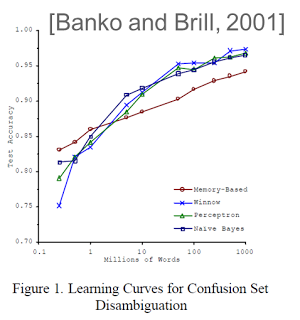 [Banko and Brill, 2001]
1.00
0.95
0.90
0.85
0.80
0.75
0.70
Test Accuracy
0.1 1 10 100 1000
Millions of Words
Memory-Based
Winnow
Perceptron
Naïve Bayes
Figure 1. Learning Curves for Confusion Set
Disambiguation